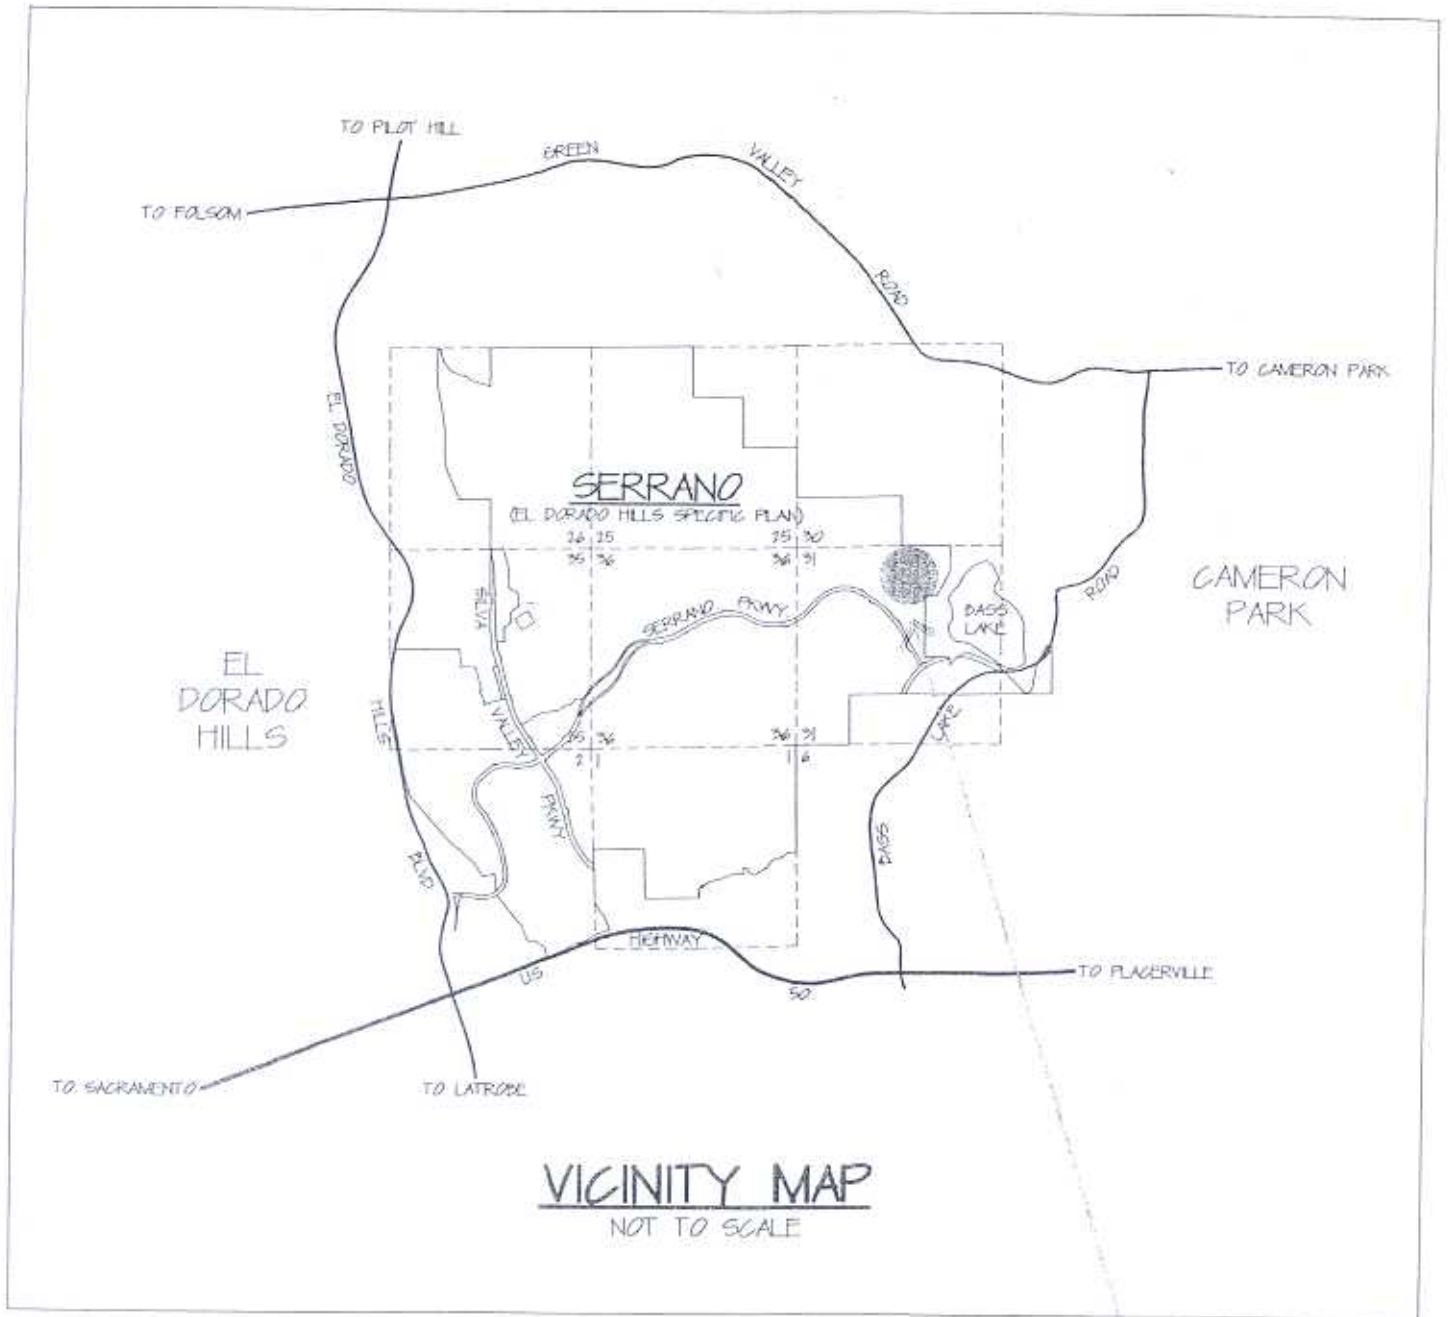 TO PILOT HILL
GREEN
VALLEY
TO FOLSOM
ROAD
TO CAMERON PARK
EL DORADO
SERRANO
(EL DORADO HILLS SPECIFIC PLAN)
26 25
35 36
25 30
36 31
SILVA
SERRANO PKWY
BASS
LAKE
ROAD
CAMERON
PARK
EL
DORADO
HILLS
HILLS
VALLEY
35 36
2 1
36 31
1 6
LAKE
PKWY
BASS
BLVD
HIGHWAY
US
50
TO PLACERVILLE
TO SACRAMENTO
TO LATROBE
VICINITY MAP
NOT TO SCALE